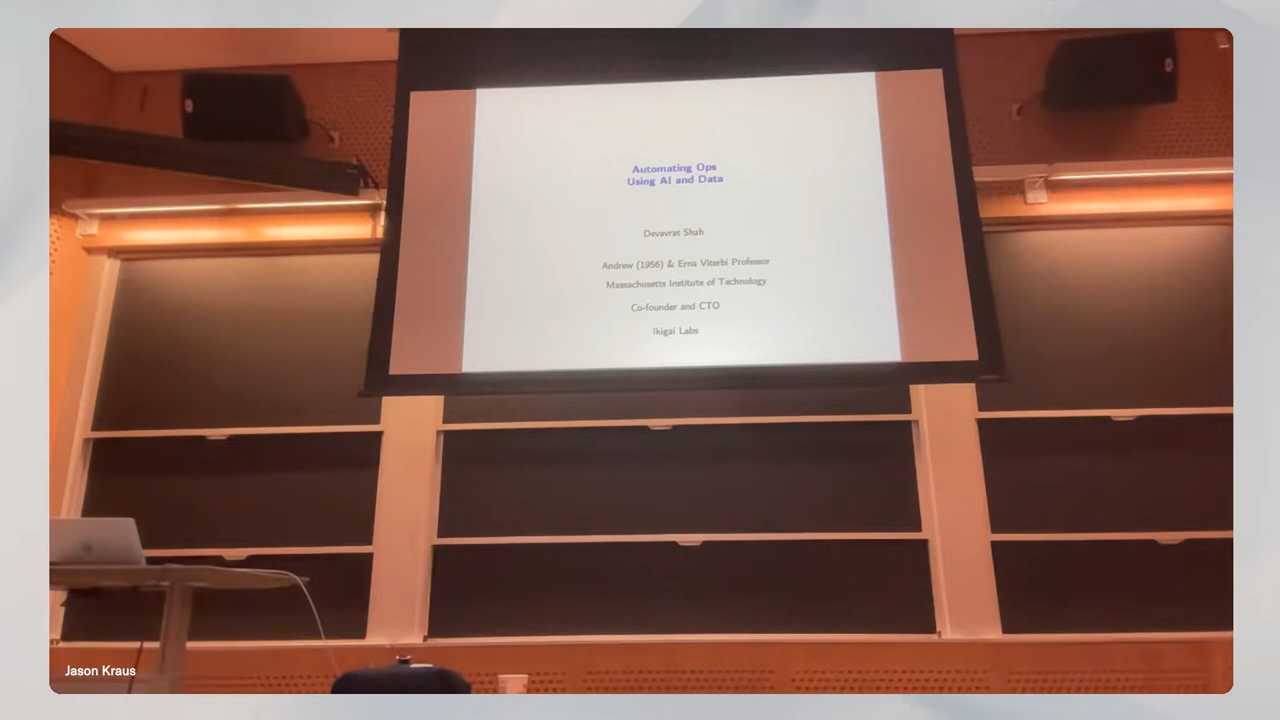 Automating Ops
Using AI and Data
Devavrat Shah
Andrew (1956) & Erna Viterbi Professor
Massachusetts Institute of Technology
Co-founder and CTO
Ikigai Labs
Jason Kraus